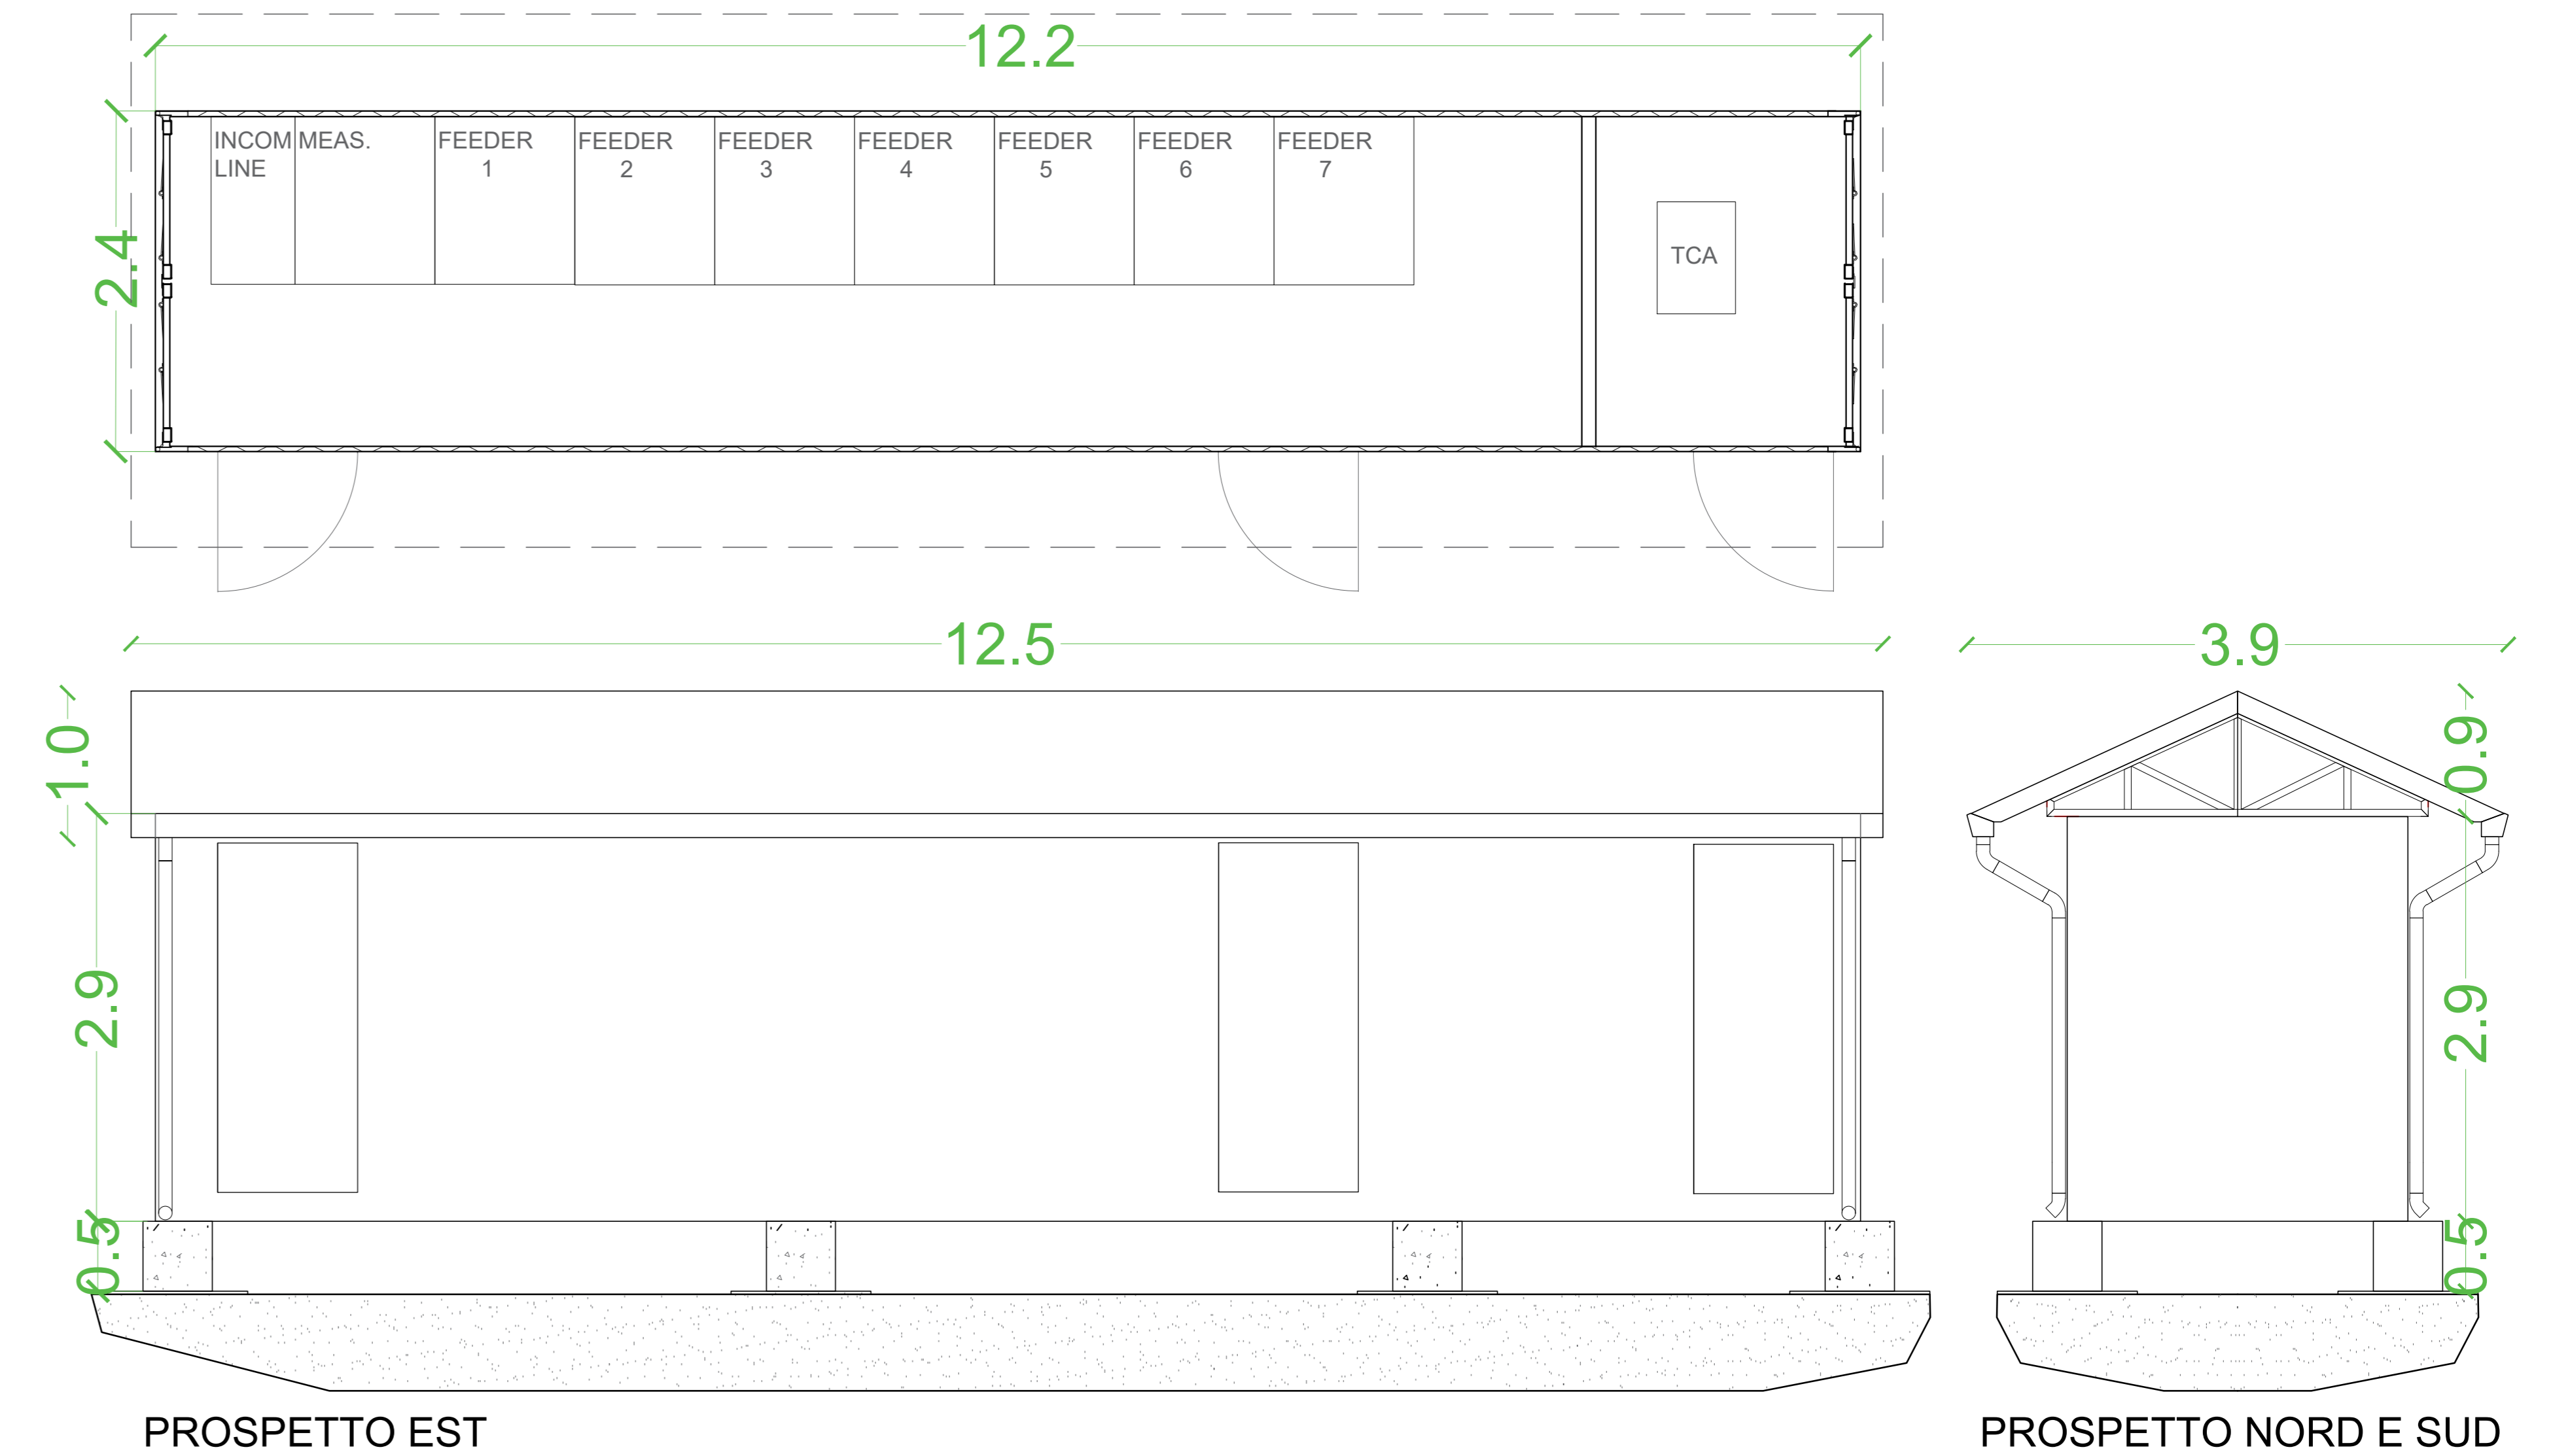 12.2
2.4
INCOM
LINE
MEAS.
FEEDER
1
FEEDER
2
FEEDER
3
FEEDER
4
FEEDER
5
FEEDER
6
FEEDER
7
TCA
12.5
3.9
1.0
0.9
2.9
2.9
0.5
0.5
PROSPETTO EST
PROSPETTO NORD E SUD